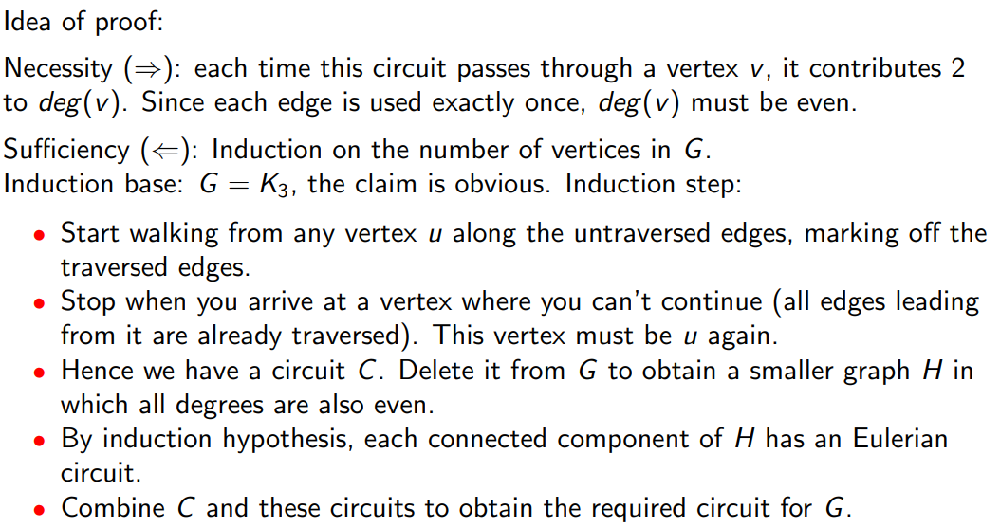 Idea of proof:
Necessity (⇒): each time this circuit passes through a vertex v, it contributes 2
to deg(v). Since each edge is used exactly once, deg(v) must be even.
Sufficiency (⇐): Induction on the number of vertices in G.
Induction base: G = K₃, the claim is obvious. Induction step:
• Start walking from any vertex u along the untraversed edges, marking off the
traversed edges.
• Stop when you arrive at a vertex where you can't continue (all edges leading
from it are already traversed). This vertex must be u again.
• Hence we have a circuit C. Delete it from G to obtain a smaller graph H in
which all degrees are also even.
• By induction hypothesis, each connected component of H has an Eulerian
circuit.
• Combine C and these circuits to obtain the required circuit for G.